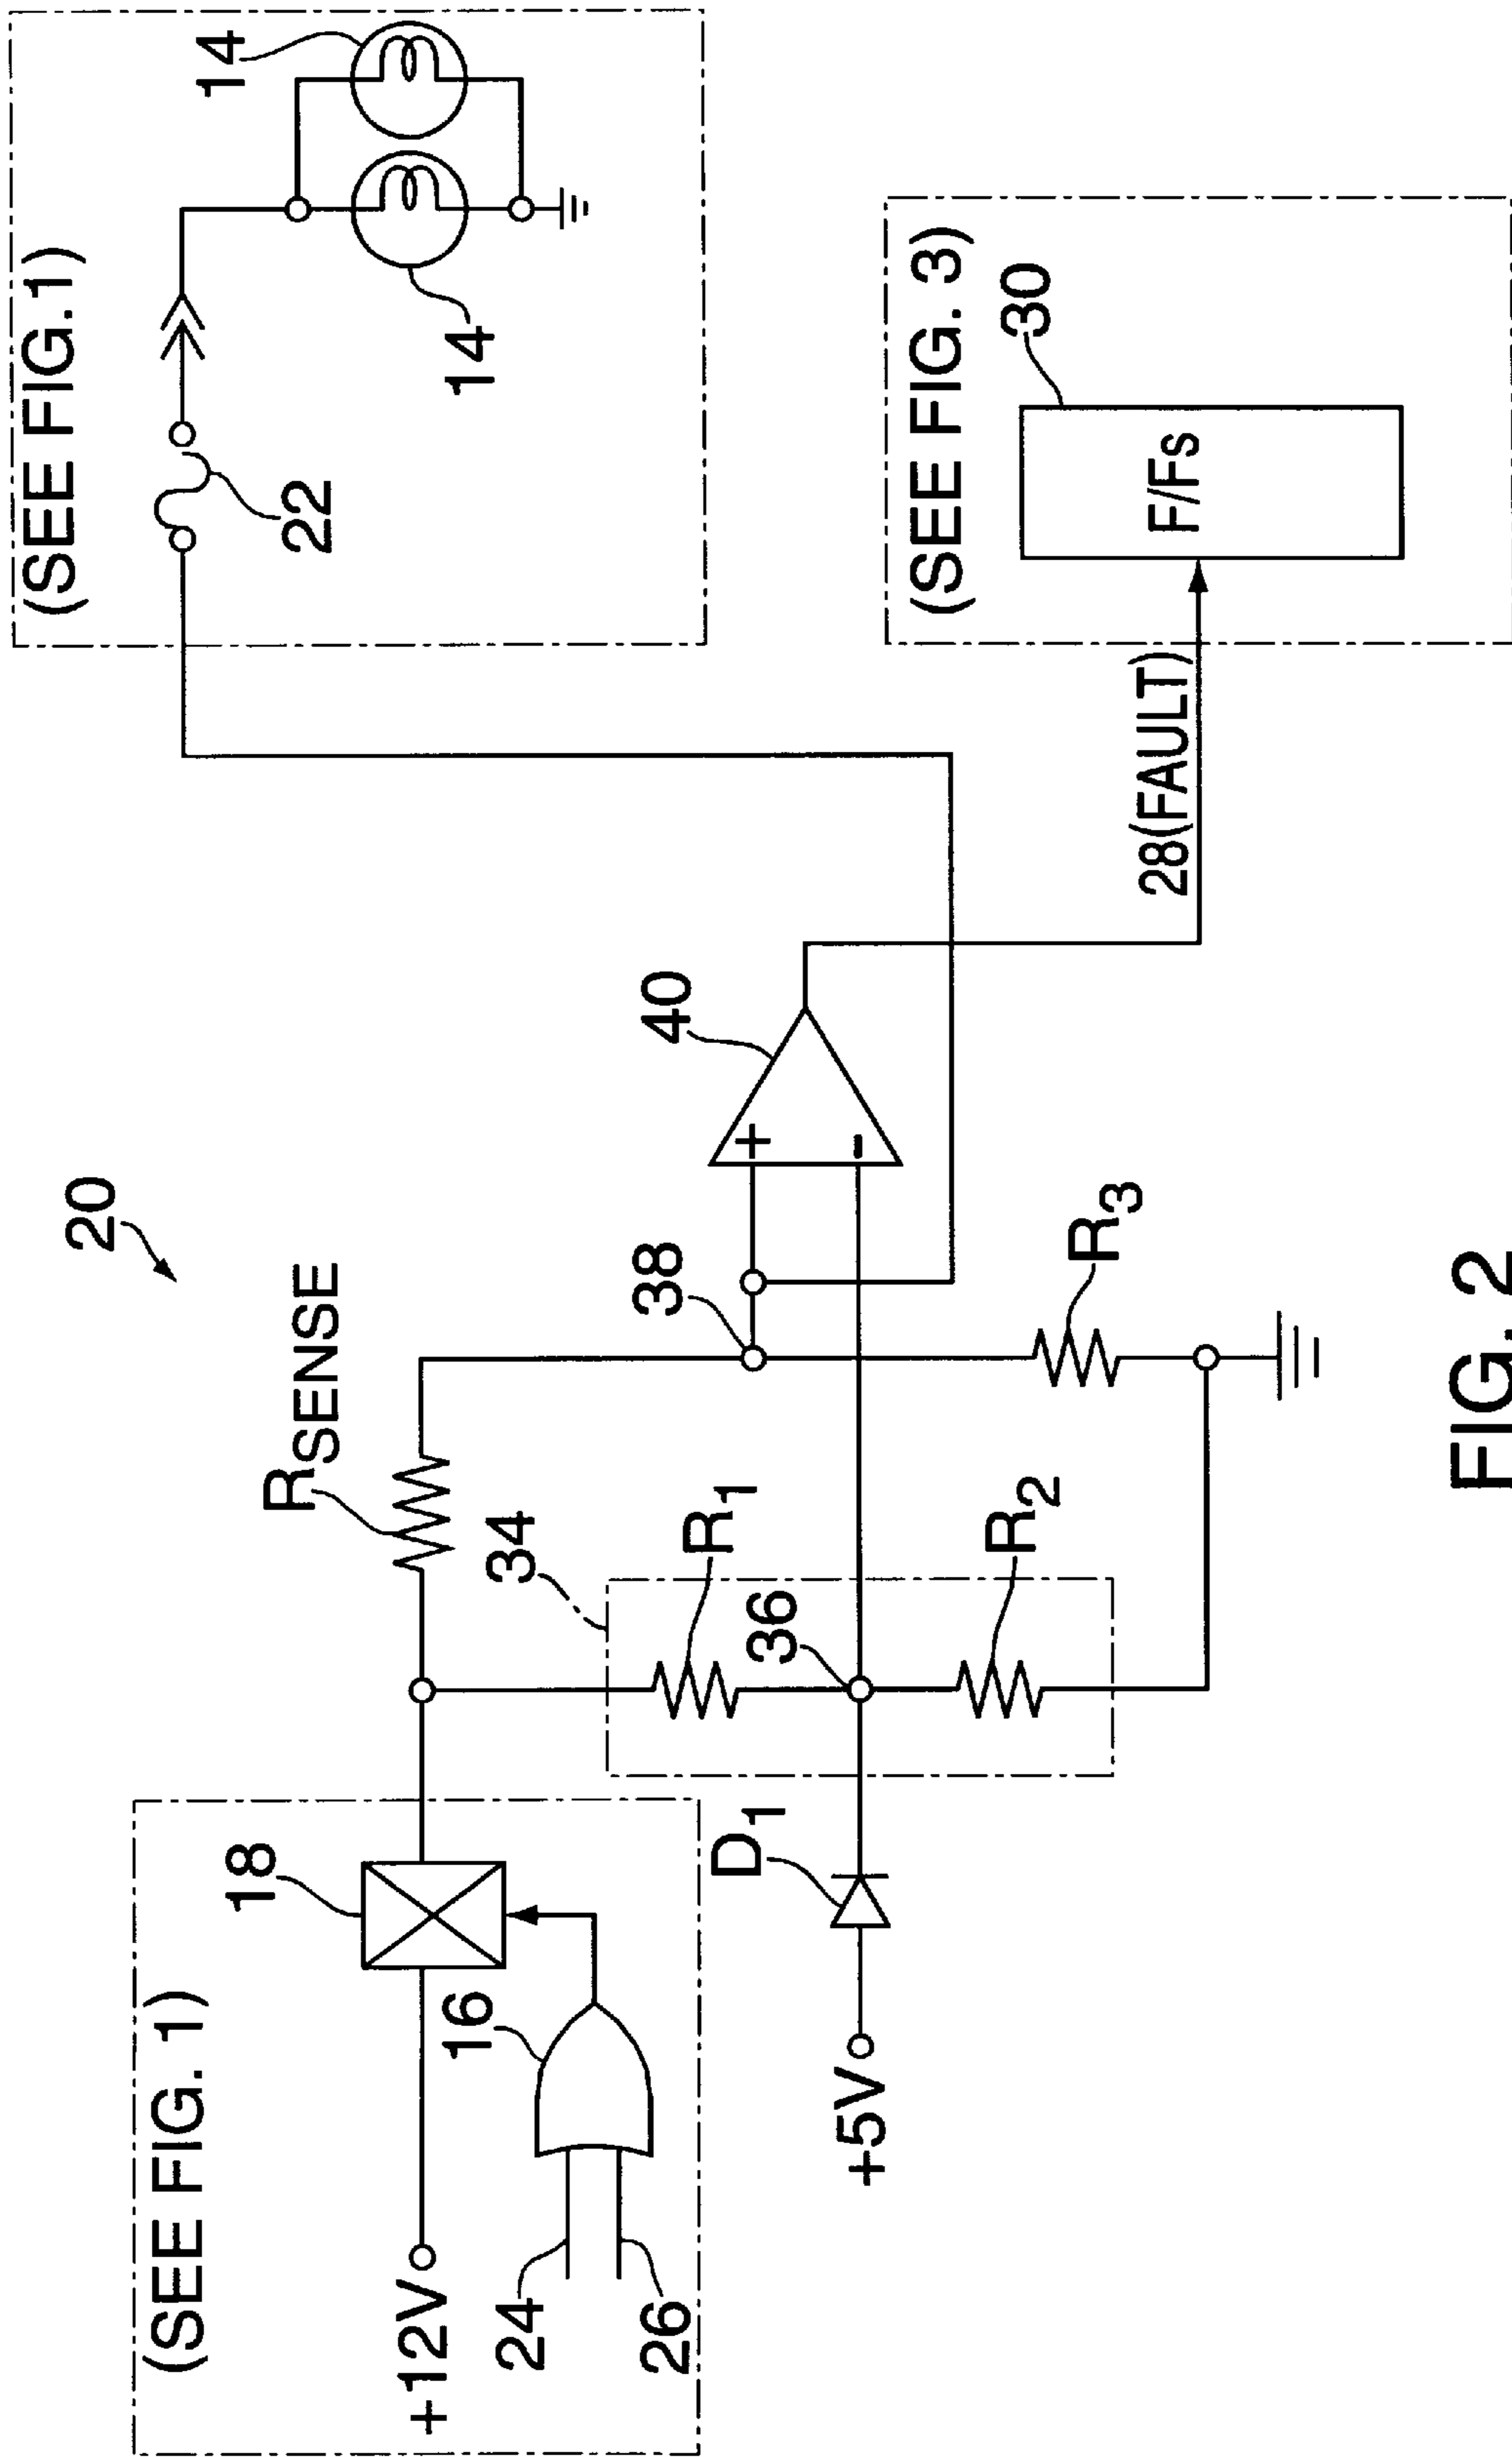 20
(SEE FIG. 1)
+12V
18
16
24
26
RSENSE
34
R1
36
R2
D1
+5V
38
R3
40
(SEE FIG.1)
22
14
14
28(FAULT)
(SEE FIG. 3)
30
F/Fs
FIG. 2